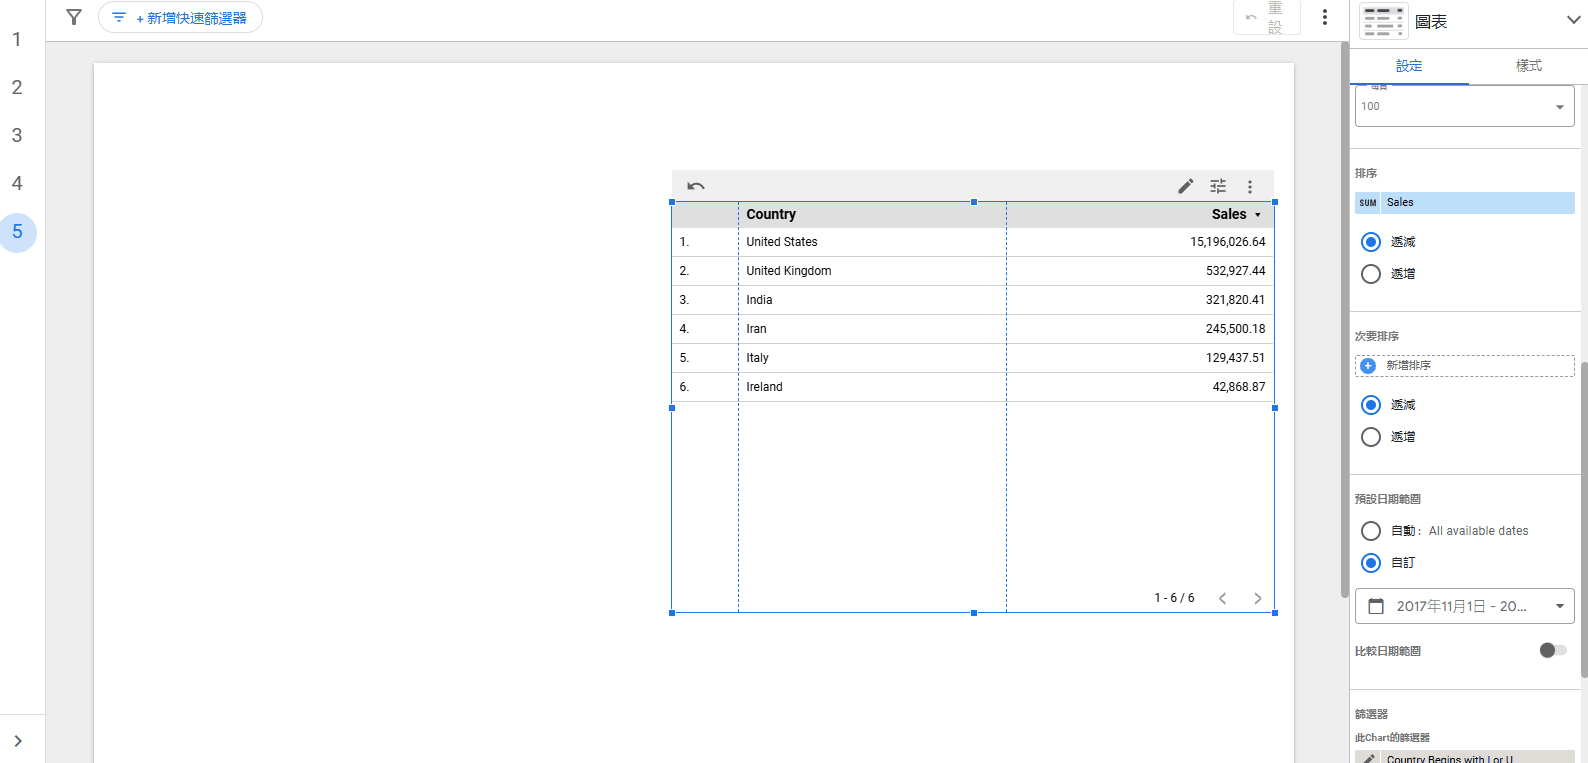 + 新增快速篩選器
重
設
圖表
1
2
3
4
5
設定
樣式
每頁
100
排序
SUM Sales
遞減
遞增
次要排序
新增排序
遞減
遞增
預設日期範圍
自動： All available dates
自訂
2017年11月1日 - 20...
比較日期範圍
篩選器
此Chart的篩選器
Country Begins with I or U
Country Sales
1. United States 15,196,026.64
2. United Kingdom 532,927.44
3. India 321,820.41
4. Iran 245,500.18
5. Italy 129,437.51
6. Ireland 42,868.87
1 - 6 / 6